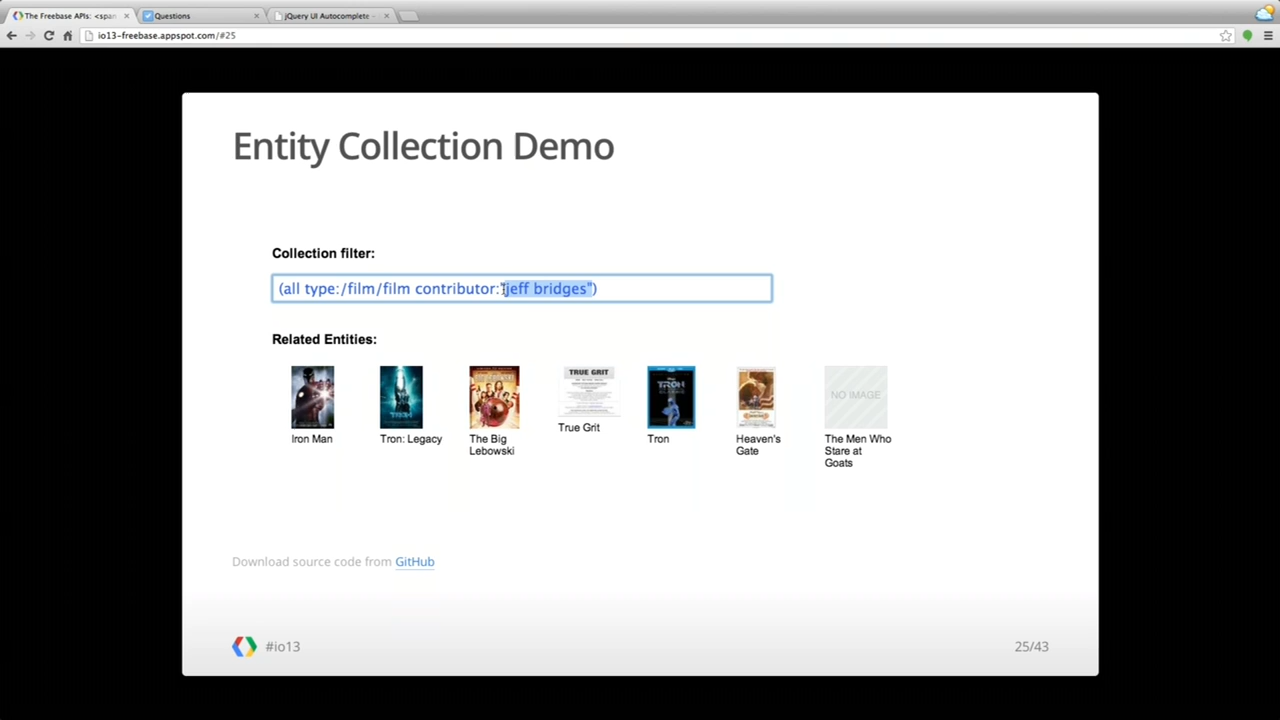 The Freebase APIs: <span
Questions
jQuery UI Autocomplete -
io13-freebase.appspot.com/#25
Entity Collection Demo
Collection filter:
(all type:/film/film contributor:"jeff bridges")
Related Entities:
TRUE GRIT
NO IMAGE
Iron Man
Tron: Legacy
The Big
Lebowski
True Grit
Tron
Heaven's
Gate
The Men Who
Stare at
Goats
Download source code from GitHub
#io13
25/43